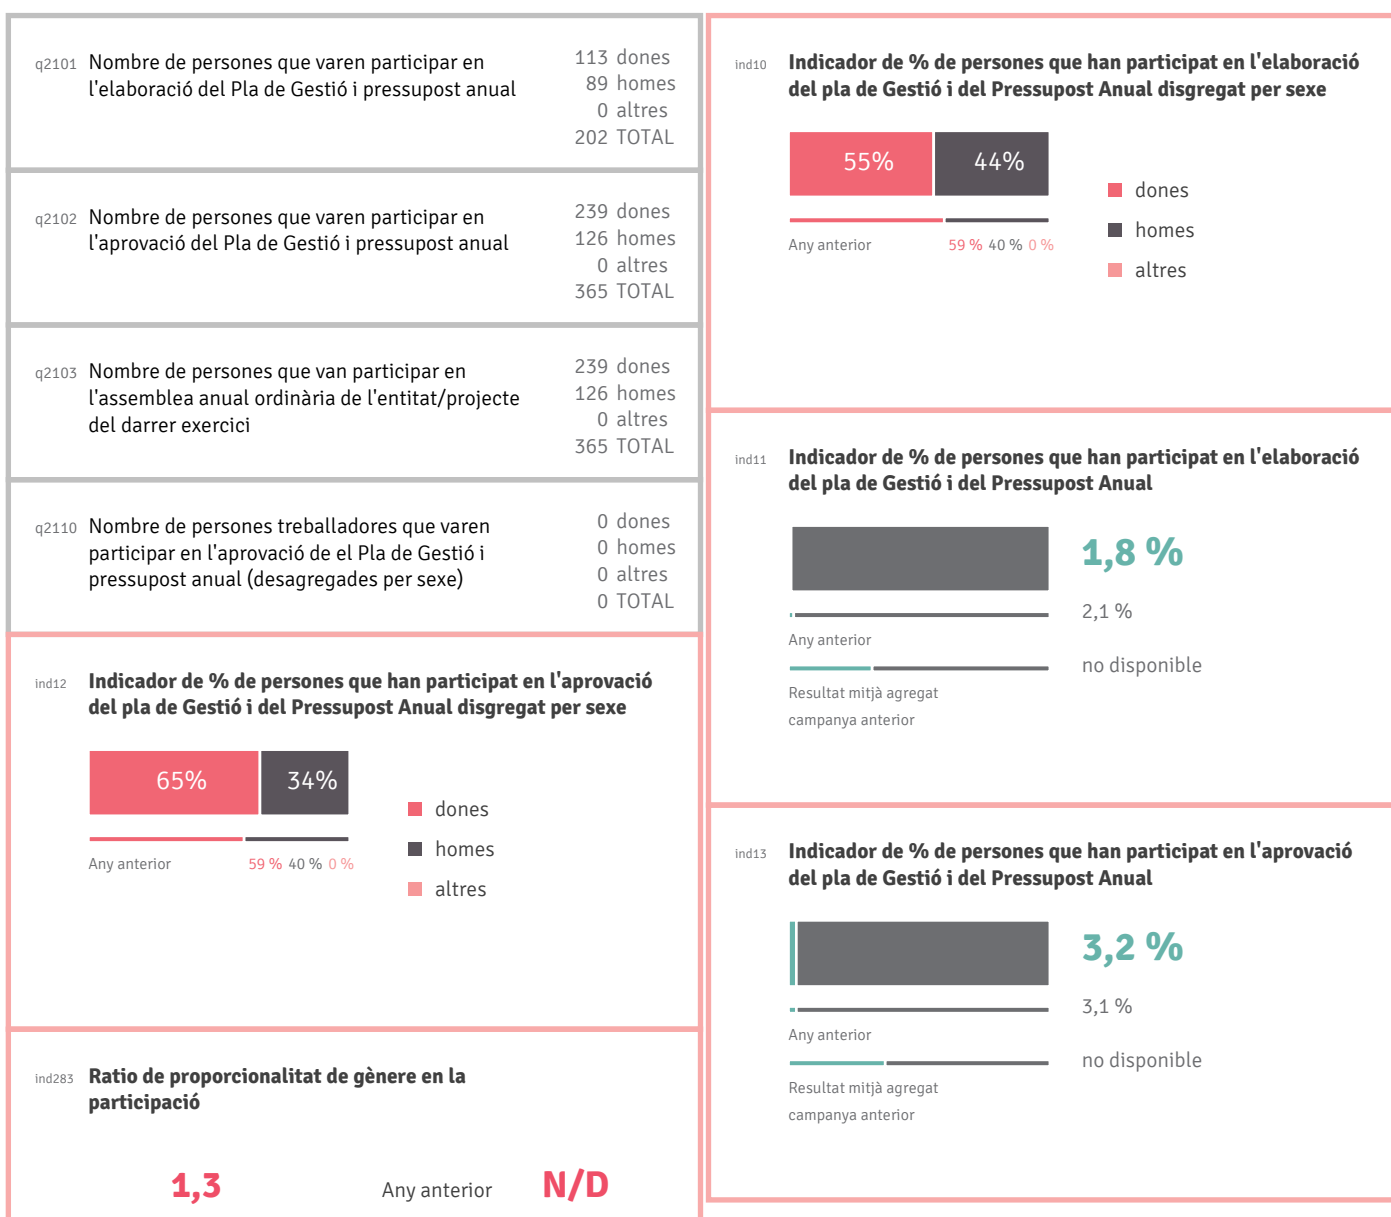 q2101 Nombre de persones que varen participar en
l'elaboració del Pla de Gestió i pressupost anual
113 dones
89 homes
0 altres
202 TOTAL
q2102 Nombre de persones que varen participar en
l'aprovació del Pla de Gestió i pressupost anual
239 dones
126 homes
0 altres
365 TOTAL
q2103 Nombre de persones que van participar en
l'assemblea anual ordinària de l'entitat/projecte
del darrer exercici
239 dones
126 homes
0 altres
365 TOTAL
q2110 Nombre de persones treballadores que varen
participar en l'aprovació de el Pla de Gestió i
pressupost anual (desagregades per sexe)
0 dones
0 homes
0 altres
0 TOTAL
ind12 Indicador de % de persones que han participat en l'aprovació
del pla de Gestió i del Pressupost Anual disgregat per sexe
65% 34%
dones
homes
altres
Any anterior 59 % 40 % 0 %
ind283 Ratio de proporcionalitat de gènere en la
participació
1,3 Any anterior N/D
ind10 Indicador de % de persones que han participat en l'elaboració
del pla de Gestió i del Pressupost Anual disgregat per sexe
55% 44%
dones
homes
altres
Any anterior 59 % 40 % 0 %
ind11 Indicador de % de persones que han participat en l'elaboració
del pla de Gestió i del Pressupost Anual
1,8 %
2,1 %
Any anterior
no disponible
Resultat mitjà agregat
campanya anterior
ind13 Indicador de % de persones que han participat en l'aprovació
del pla de Gestió i del Pressupost Anual
3,2 %
3,1 %
Any anterior
no disponible
Resultat mitjà agregat
campanya anterior